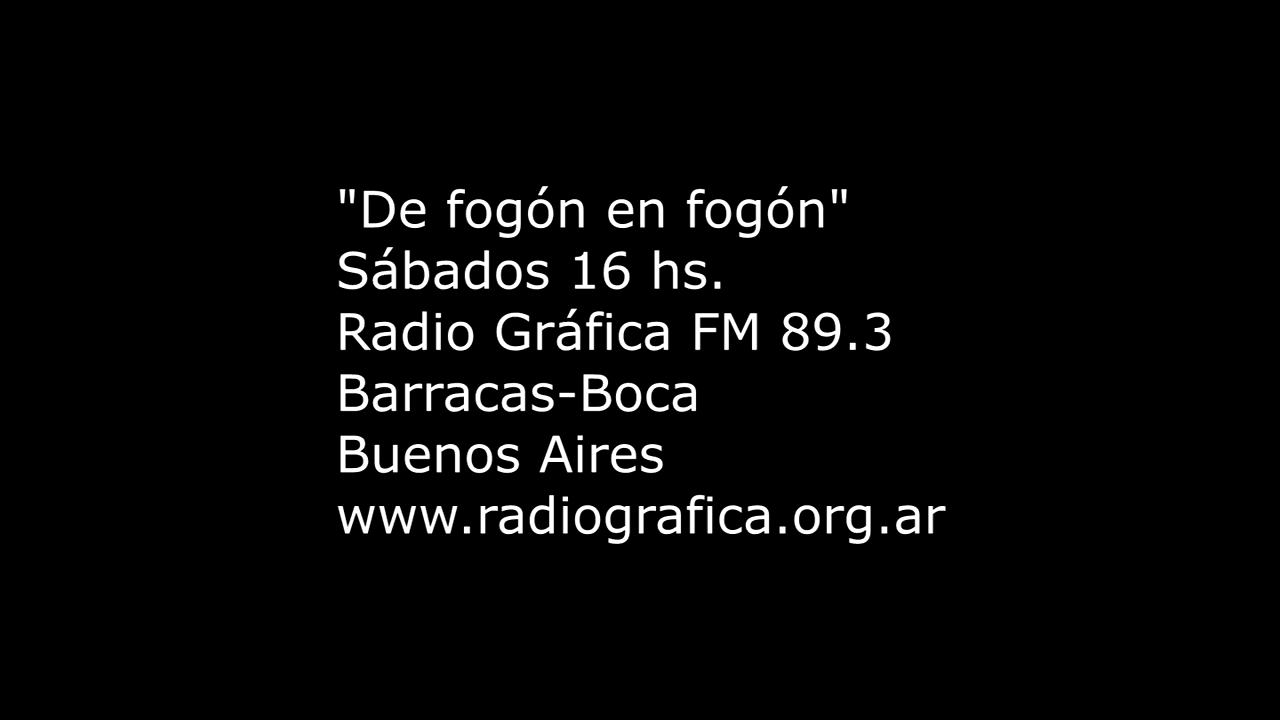 "De fogón en fogón"
Sábados 16 hs.
Radio Gráfica FM 89.3
Barracas-Boca
Buenos Aires
www.radiografica.org.ar